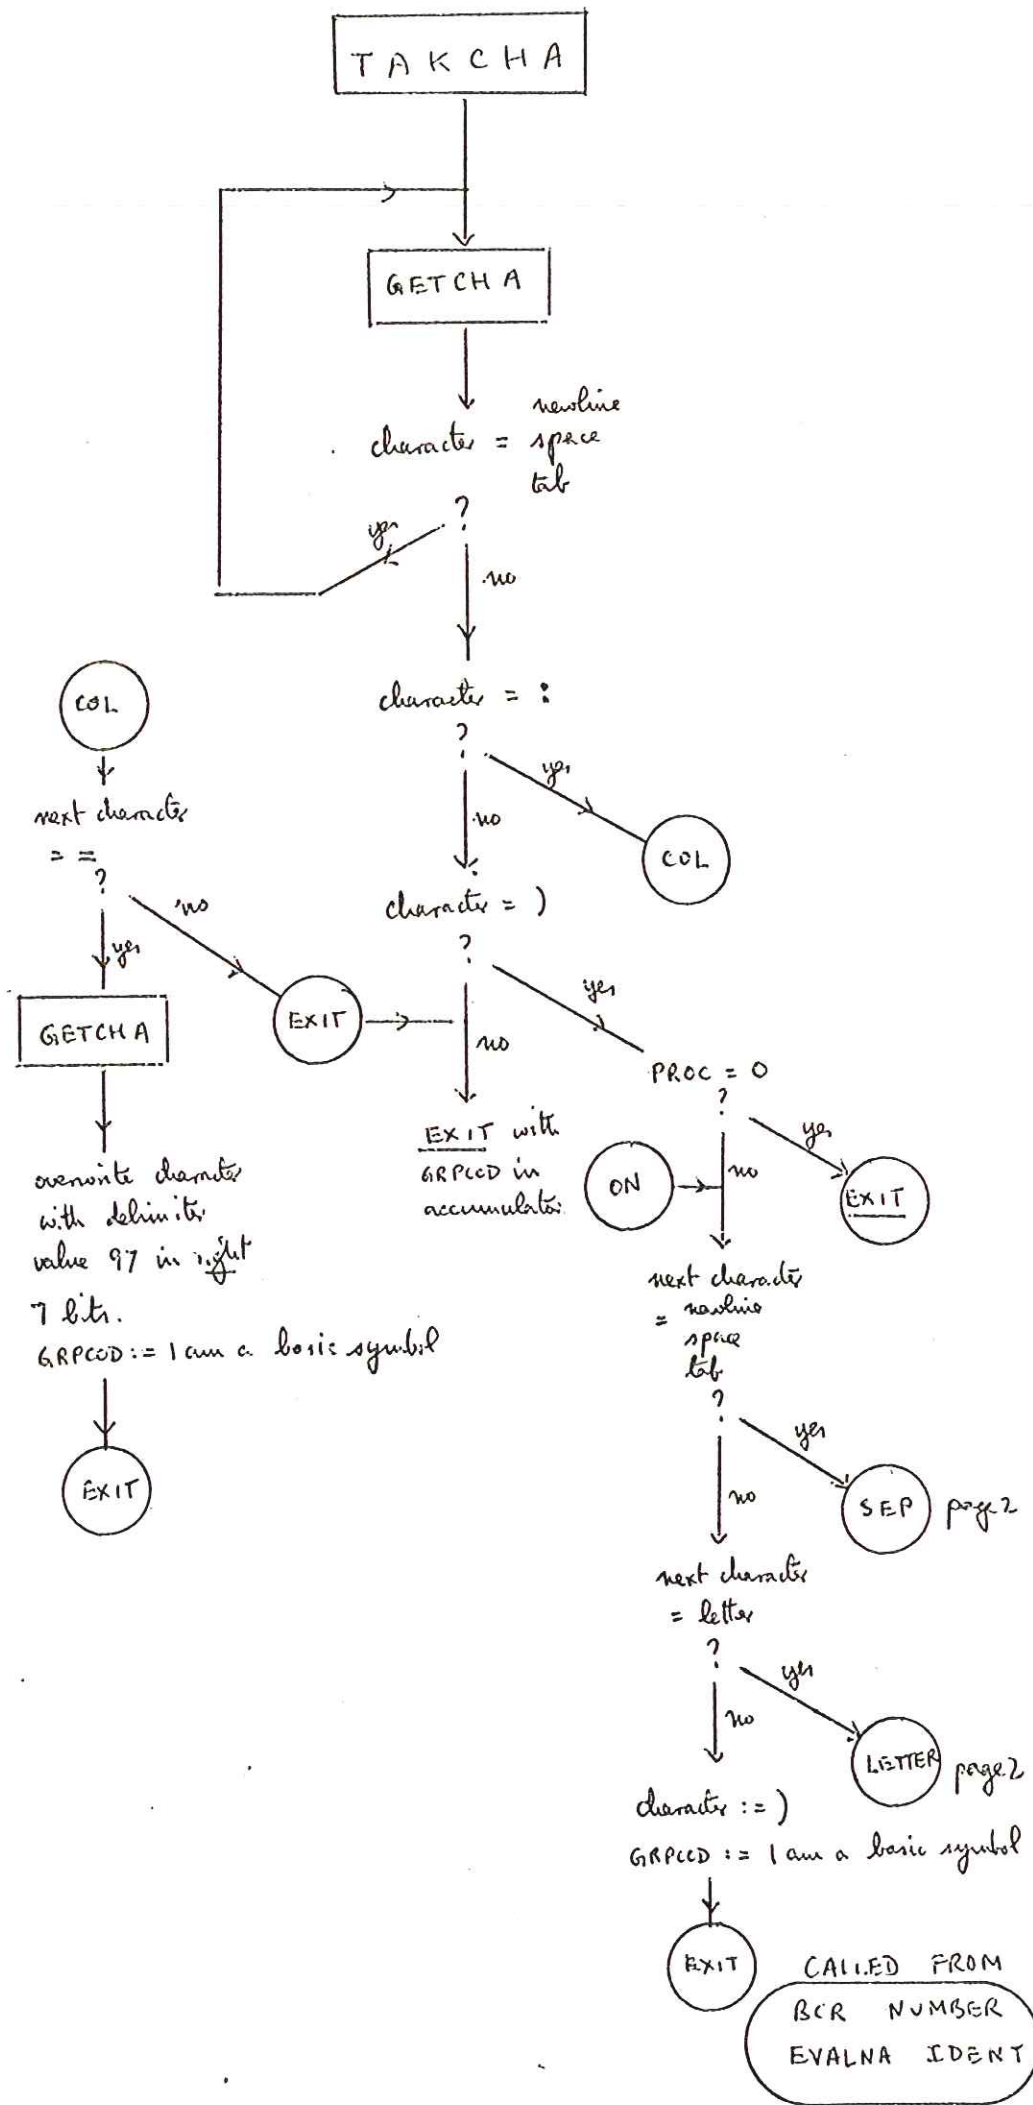 TAKCHA
GETCHA
character = newline
space
tab
?
yes
no
character = :
?
yes
no
COL
character = )
?
yes
no
EXIT with
GRPCOD in
accumulator
COL
next character
= =
?
no
yes
EXIT
GETCHA
overwrite character
with delimiter
value 97 in right
7 bits.
GRPCOD := I am a basic symbol
EXIT
PROC = 0
?
yes
no
EXIT
ON
next character
= newline
space
tab
?
yes
no
SEP page 2
next character
= letter
?
yes
no
LETTER page 2
character := )
GRPCOD := I am a basic symbol
EXIT
CALLED FROM
BCR NUMBER
EVALNA IDENT